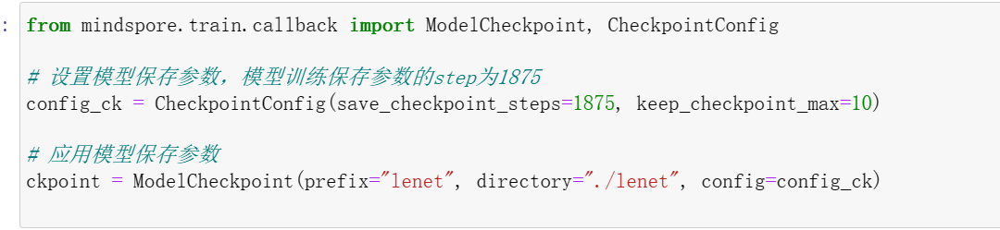 : from mindspore.train.callback import ModelCheckpoint, CheckpointConfig
# 设置模型保存参数，模型训练保存参数的step为1875
config_ck = CheckpointConfig(save_checkpoint_steps=1875, keep_checkpoint_max=10)
# 应用模型保存参数
ckpoint = ModelCheckpoint(prefix="lenet", directory="./lenet", config=config_ck)